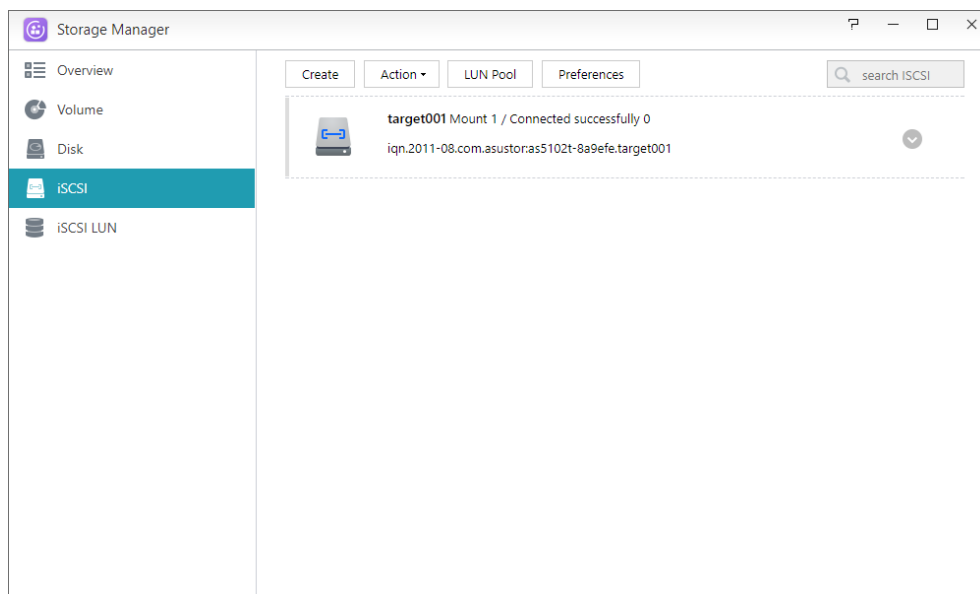 Storage Manager
Overview
Volume
Disk
iSCSI
iSCSI LUN
Create
Action
LUN Pool
Preferences
search ISCSI
target001 Mount 1 / Connected successfully 0
iqn.2011-08.com.asustor:as5102t-8a9efe.target001